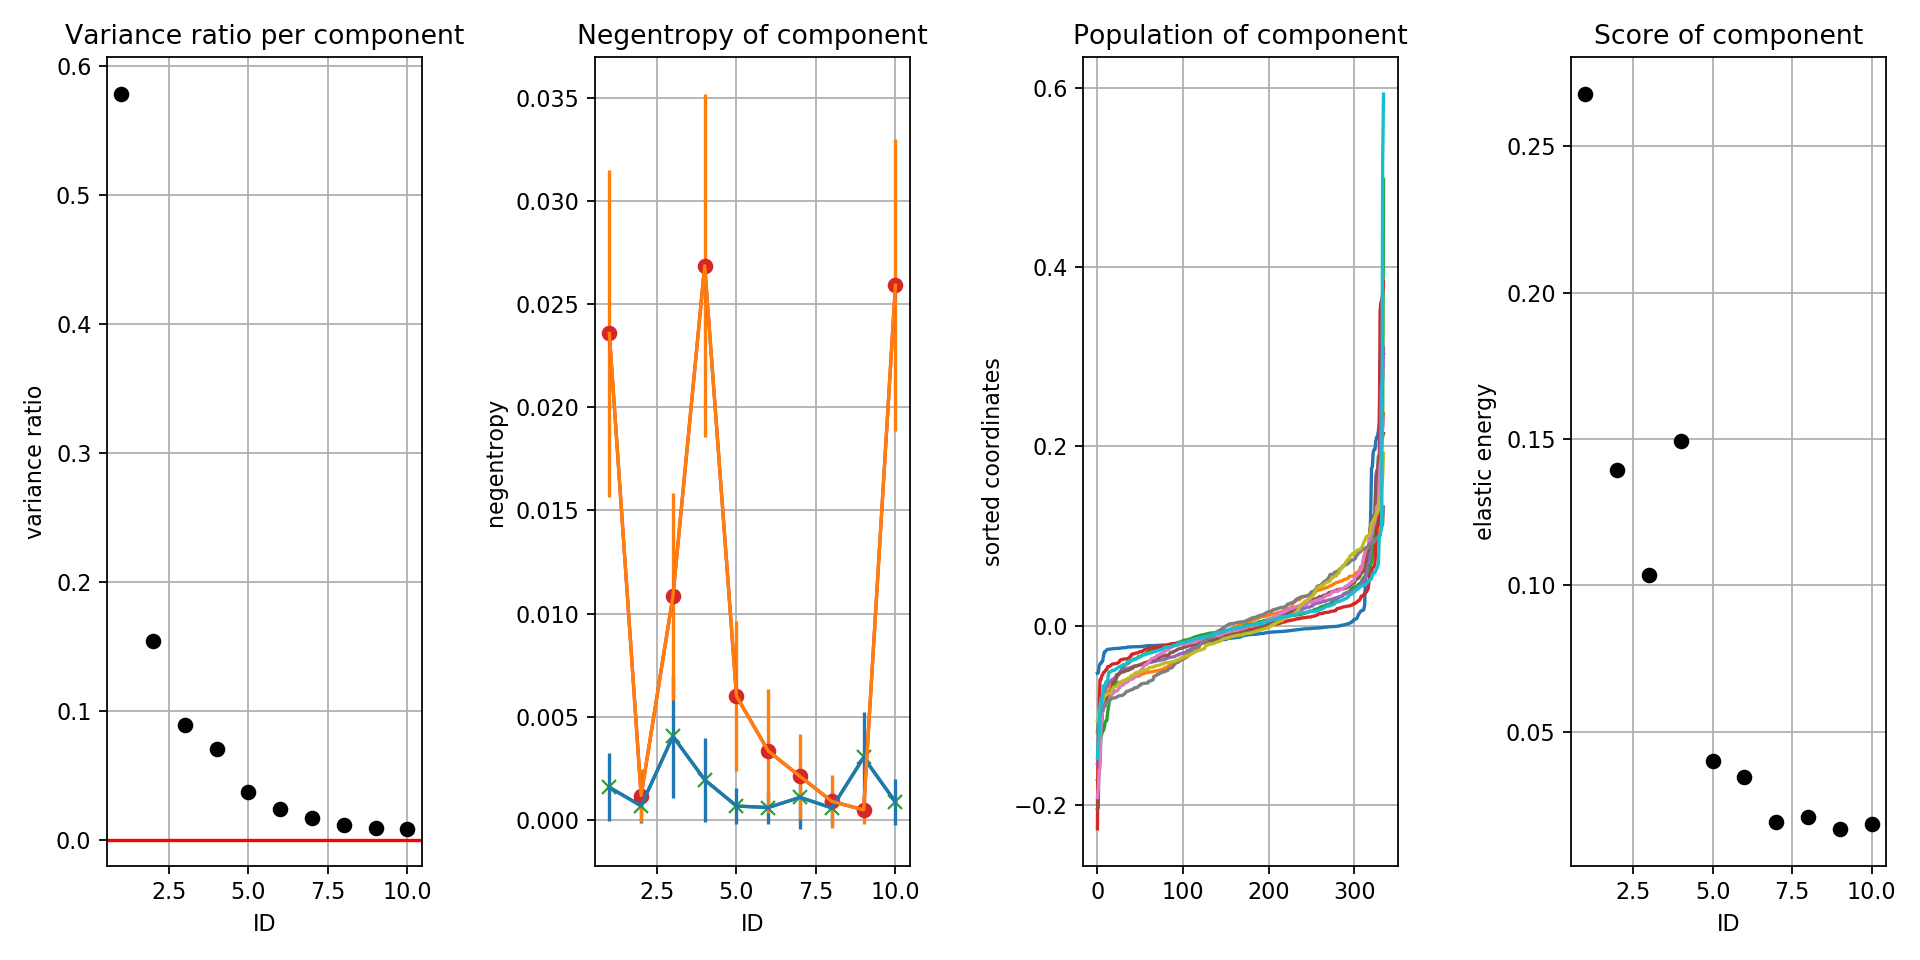 Variance ratio per component
variance ratio
0.6
0.5
0.4
0.3
0.2
0.1
0.0
2.5 5.0 7.5 10.0
ID
Negentropy of component
negentropy
0.035
0.030
0.025
0.020
0.015
0.010
0.005
0.000
2.5 5.0 7.5 10.0
ID
Population of component
sorted coordinates
0.6
0.4
0.2
0.0
−0.2
0 100 200 300
Score of component
elastic energy
0.25
0.20
0.15
0.10
0.05
2.5 5.0 7.5 10.0
ID